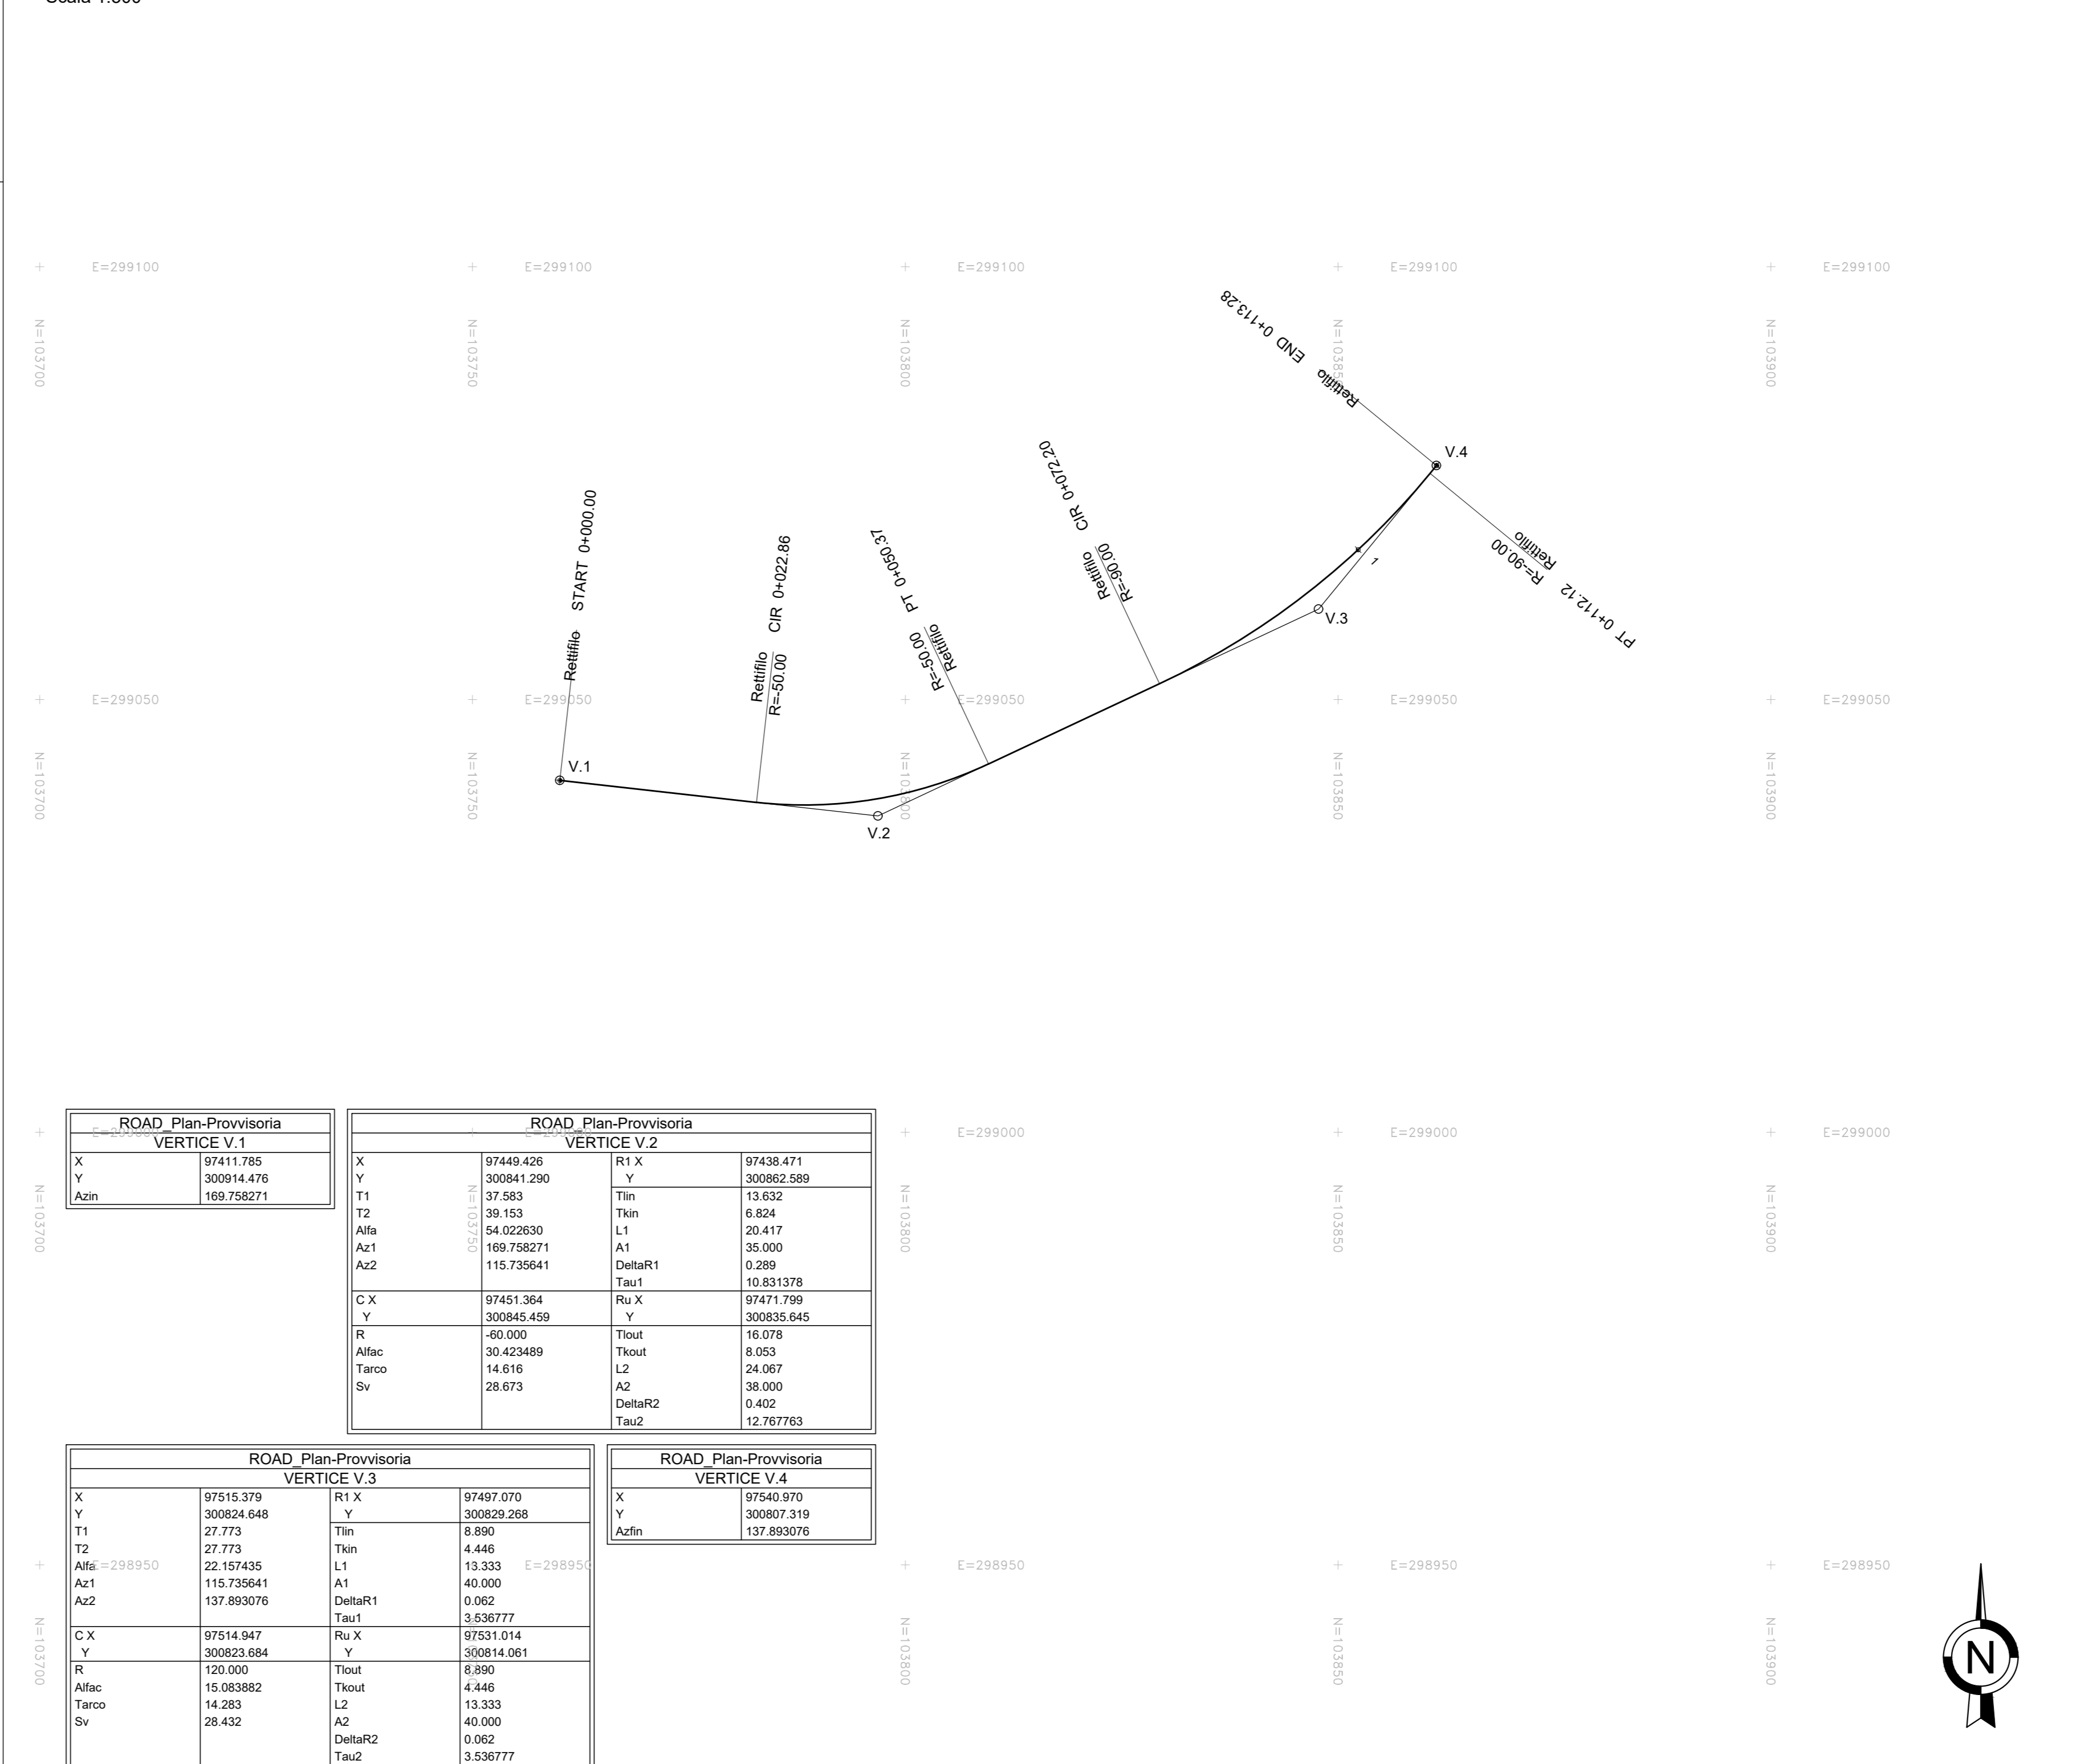 E=299100 E=299100 E=299100 E=299100 E=299100
N=103700 N=103750 N=103800 N=103850 N=103900
Rettifilo START 0+000.00
Rettifilo CIR 0+022.86
R=-50.00
R=-50.00 PT 0+050.37
Rettifilo
Rettifilo CIR 0+072.20
R=-90.00
Rettifilo END 0+113.28
R=-90.00 PT 0+112.12
Rettifilo
V.4
1
V.3
V.1
V.2
E=299050 E=299050 E=299050 E=299050 E=299050
N=103700 N=103750 N=103800 N=103850 N=103900
E=299000 E=299000 E=299000 E=299000 E=299000
N=103700 N=103750 N=103800 N=103850 N=103900
ROAD_Plan-Provvisoria
VERTICE V.1
X 97411.785
Y 300914.476
Azin 169.758271
ROAD_Plan-Provvisoria
VERTICE V.2
X 97449.426 R1 X 97438.471
Y 300841.290 Y 300862.589
T1 37.583 Tlin 13.632
T2 39.153 Tkin 6.824
Alfa 54.022630 L1 20.417
Az1 169.758271 A1 35.000
Az2 115.735641 DeltaR1 0.289
Tau1 10.831378
C X 97451.364 Ru X 97471.799
Y 300845.459 Y 300835.645
R -60.000 Tlout 16.078
Alfac 30.423489 Tkout 8.053
Tarco 14.616 L2 24.067
Sv 28.673 A2 38.000
DeltaR2 0.402
Tau2 12.767763
ROAD_Plan-Provvisoria
VERTICE V.3
X 97515.379 R1 X 97497.070
Y 300824.648 Y 300829.268
T1 27.773 Tlin 8.890
T2 27.773 Tkin 4.446
Alfa 22.157435 L1 13.333
Az1 115.735641 A1 40.000
Az2 137.893076 DeltaR1 0.062
Tau1 3.536777
C X 97514.947 Ru X 97531.014
Y 300823.684 Y 300814.061
R 120.000 Tlout 8.890
Alfac 15.083882 Tkout 4.446
Tarco 14.283 L2 13.333
Sv 28.432 A2 40.000
DeltaR2 0.062
Tau2 3.536777
ROAD_Plan-Provvisoria
VERTICE V.4
X 97540.970
Y 300807.319
Azfin 137.893076
E=298950 E=298950 E=298950 E=298950 E=298950
N=103700 N=103800 N=103850 N=103900
N